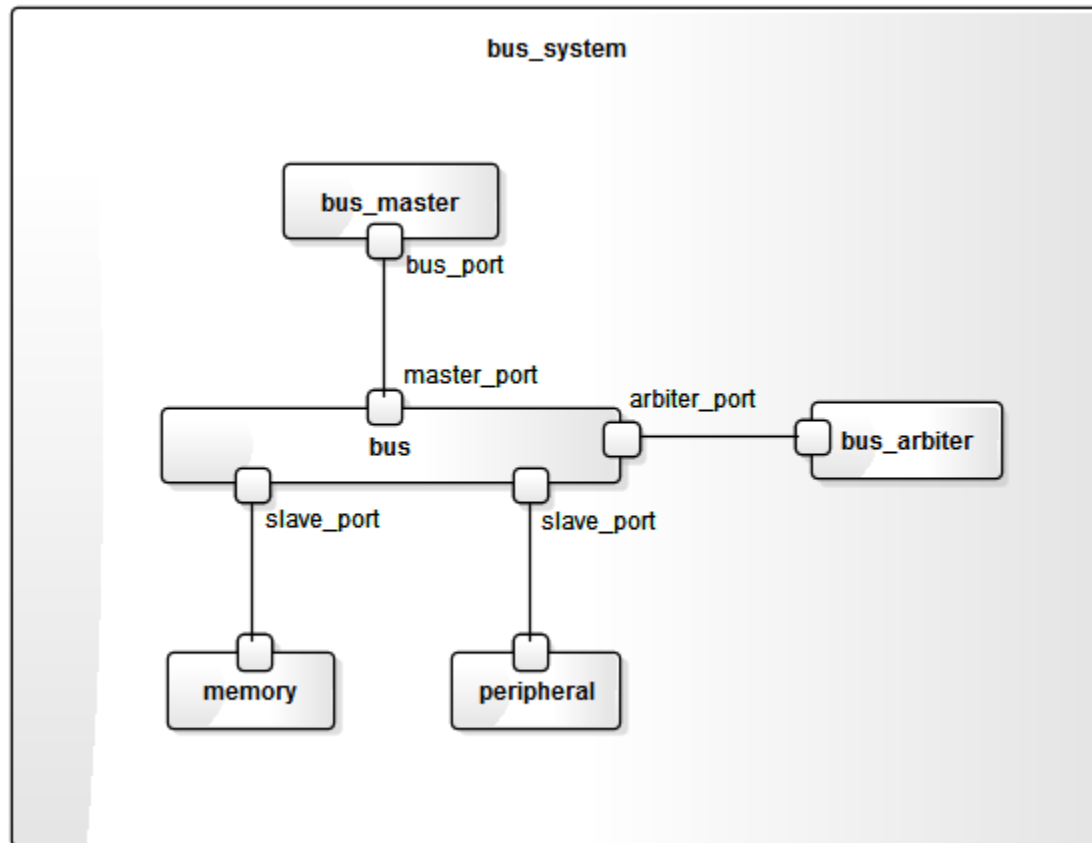 bus_system
bus_master
bus_port
master_port
arbiter_port
bus
bus_arbiter
slave_port
slave_port
memory
peripheral